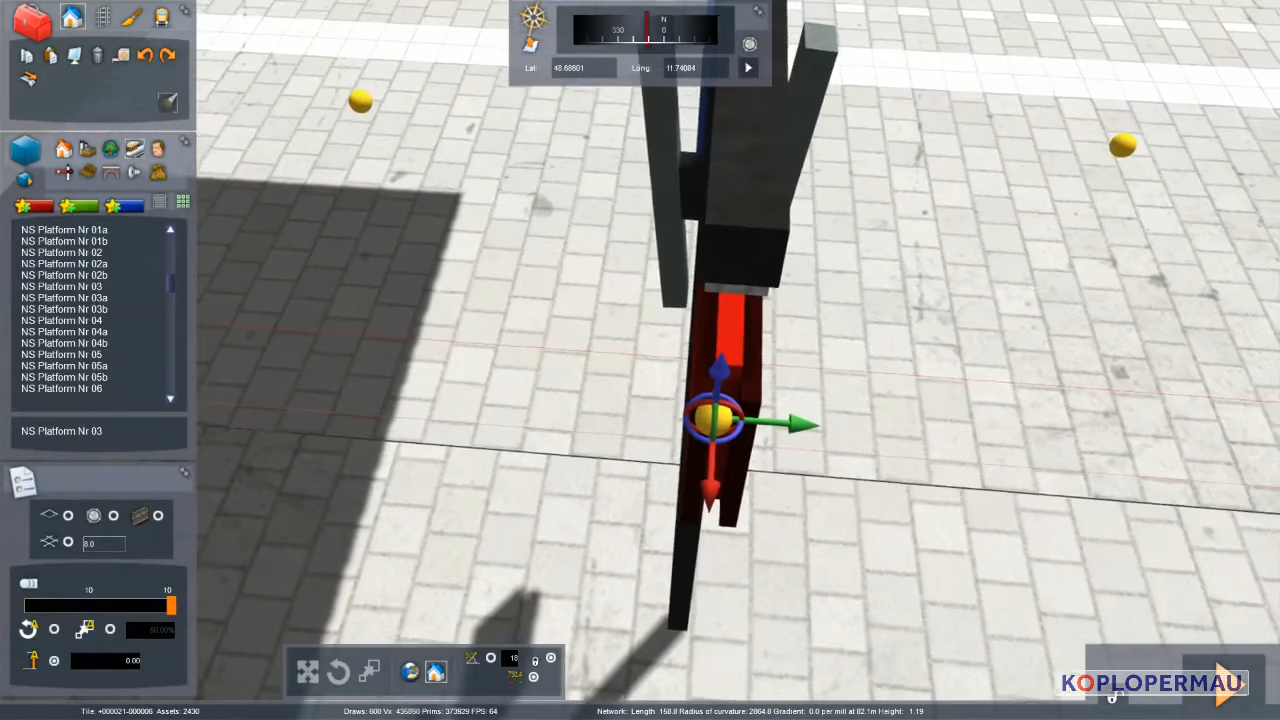 N
330
0
Lat:
48.68601
Long:
11.74084
NS Platform Nr 01a
NS Platform Nr 01b
NS Platform Nr 02
NS Platform Nr 02a
NS Platform Nr 02b
NS Platform Nr 03
NS Platform Nr 03a
NS Platform Nr 03b
NS Platform Nr 04
NS Platform Nr 04a
NS Platform Nr 04b
NS Platform Nr 05
NS Platform Nr 05a
NS Platform Nr 05b
NS Platform Nr 06
NS Platform Nr 03
8.0
10
10
50.00%
0.00
18
KOPLOPERMAU
Tile: +000021-000006 Assets: 2430
Draws: 600 Vx: 435850 Prims: 373929 FPS: 64
Network: Length 158.8 Radius of curvature: 2864.8 Gradient: 0.0 per mill at 82.1m Height: 1.19